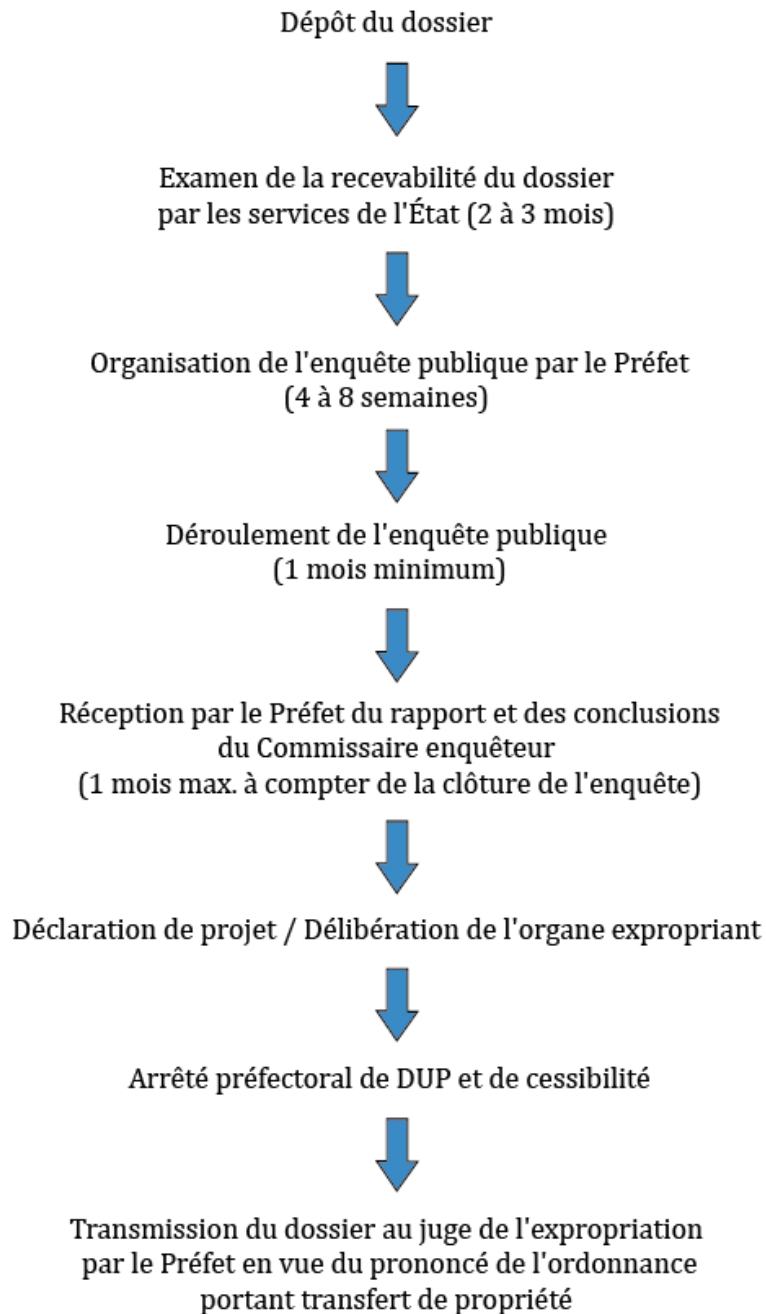 Dépôt du dossier
Examen de la recevabilité du dossier
par les services de l'État (2 à 3 mois)
Organisation de l'enquête publique par le Préfet
(4 à 8 semaines)
Déroulement de l'enquête publique
(1 mois minimum)
Réception par le Préfet du rapport et des conclusions
du Commissaire enquêteur
(1 mois max. à compter de la clôture de l'enquête)
Déclaration de projet / Délibération de l'organe expropriant
Arrêté préfectoral de DUP et de cessibilité
Transmission du dossier au juge de l'expropriation
par le Préfet en vue du prononcé de l'ordonnance
portant transfert de propriété